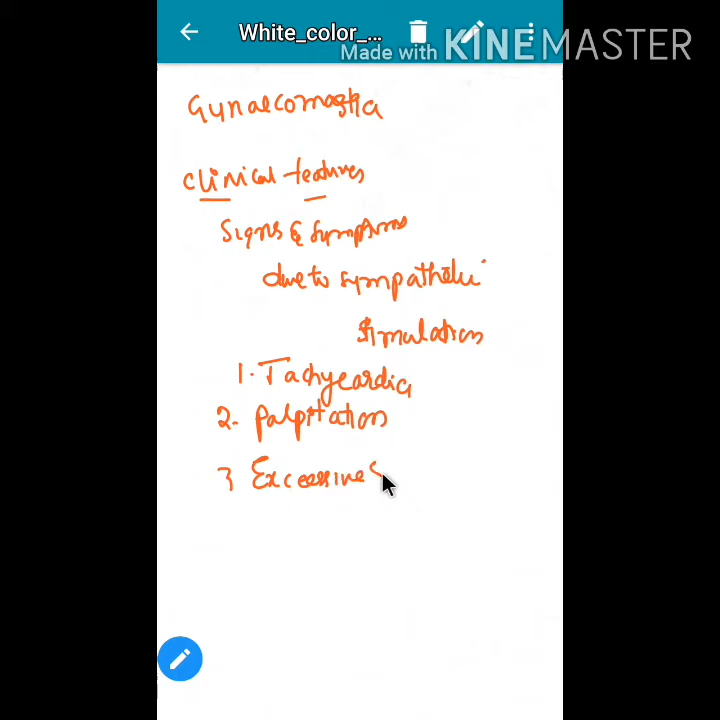 White_color_...
Made with KINEMASTER
Gynaecomastia
Clinical features
Signs & Symptoms
due to sympathetic
stimulation
1. Tachycardia
2. Palpitation
3 Excessive S